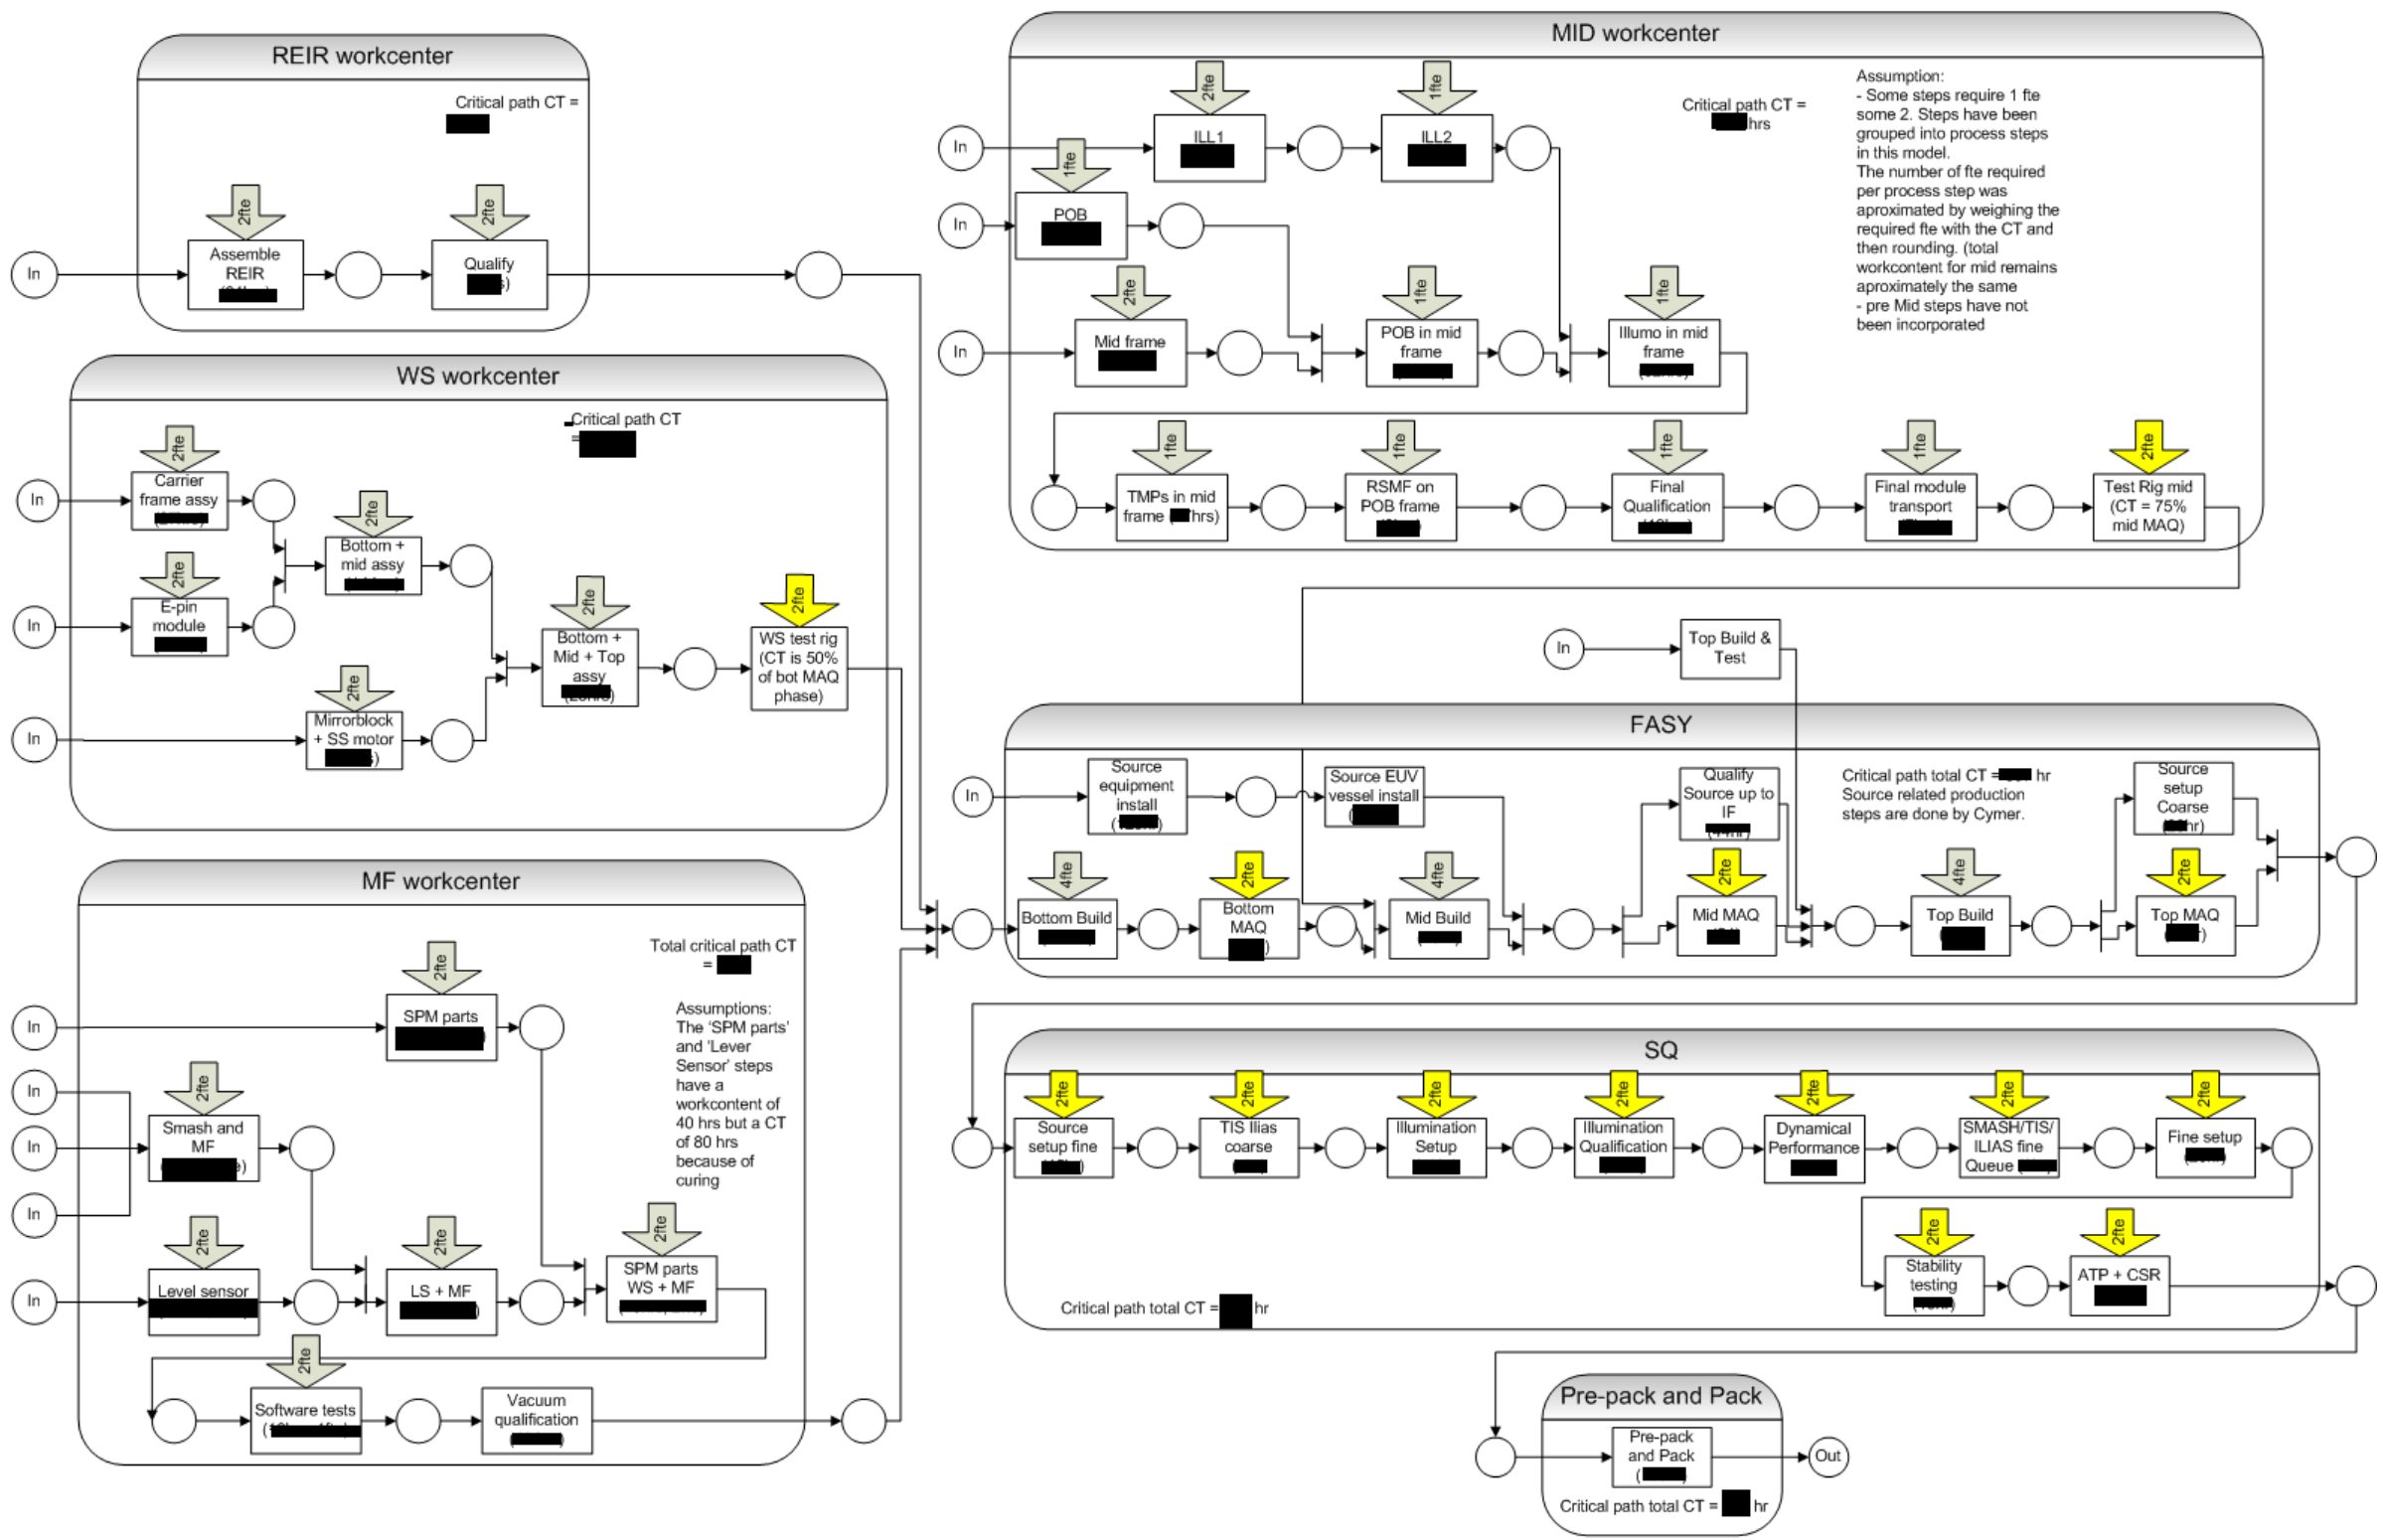 REIR workcenter
Critical path CT =
2fte
2fte
In
Assemble
REIR
Qualify
WS workcenter
Critical path CT
=
2fte
In
Carrier
frame assy
2fte
Bottom +
mid assy
2fte
In
E-pin
module
2fte
Bottom +
Mid + Top
assy
2fte
WS test rig
(CT is 50%
of bot MAQ
phase)
2fte
In
Mirrorblock
+ SS motor
MF workcenter
Total critical path CT
=
Assumptions:
The ‘SPM parts’
and ‘Lever
Sensor’ steps
have a
workcontent of
40 hrs but a CT
of 80 hrs
because of
curing
2fte
In
SPM parts
In
In
In
2fte
Smash and
MF
2fte
In
Level sensor
2fte
LS + MF
2fte
SPM parts
WS + MF
2fte
Software tests
Vacuum
qualification
MID workcenter
Critical path CT =
hrs
Assumption:
- Some steps require 1 fte
some 2. Steps have been
grouped into process steps
in this model.
The number of fte required
per process step was
aproximated by weighing the
required fte with the CT and
then rounding. (total
workcontent for mid remains
aproximately the same
- pre Mid steps have not
been incorporated
2fte
1fte
In
ILL1
ILL2
1fte
In
POB
2fte
1fte
1fte
In
Mid frame
POB in mid
frame
Illumo in mid
frame
1fte
1fte
1fte
1fte
2fte
TMPs in mid
frame ( hrs)
RSMF on
POB frame
Final
Qualification
Final module
transport
Test Rig mid
(CT = 75%
mid MAQ)
In
Top Build &
Test
FASY
In
Source
equipment
install
Source EUV
vessel install
Qualify
Source up to
IF
Critical path total CT = hr
Source related production
steps are done by Cymer.
Source
setup
Coarse
hr)
4fte
2fte
4fte
2fte
4fte
2fte
Bottom Build
Bottom
MAQ
Mid Build
Mid MAQ
Top Build
Top MAQ
SQ
2fte
2fte
2fte
2fte
2fte
2fte
2fte
Source
setup fine
TIS Ilias
coarse
Illumination
Setup
Illumination
Qualification
Dynamical
Performance
SMASH/TIS/
ILIAS fine
Queue
Fine setup
2fte
2fte
Stability
testing
ATP + CSR
Critical path total CT = hr
Pre-pack and Pack
Pre-pack
and Pack
Out
Critical path total CT = hr